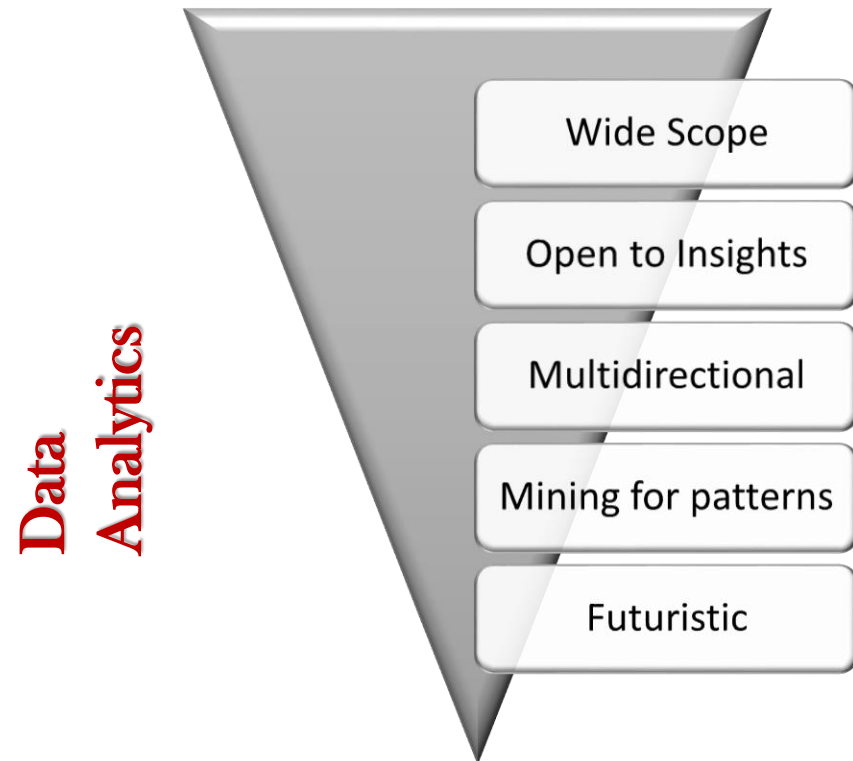 Data
Analytics
Wide Scope
Open to Insights
Multidirectional
Mining for patterns
Futuristic